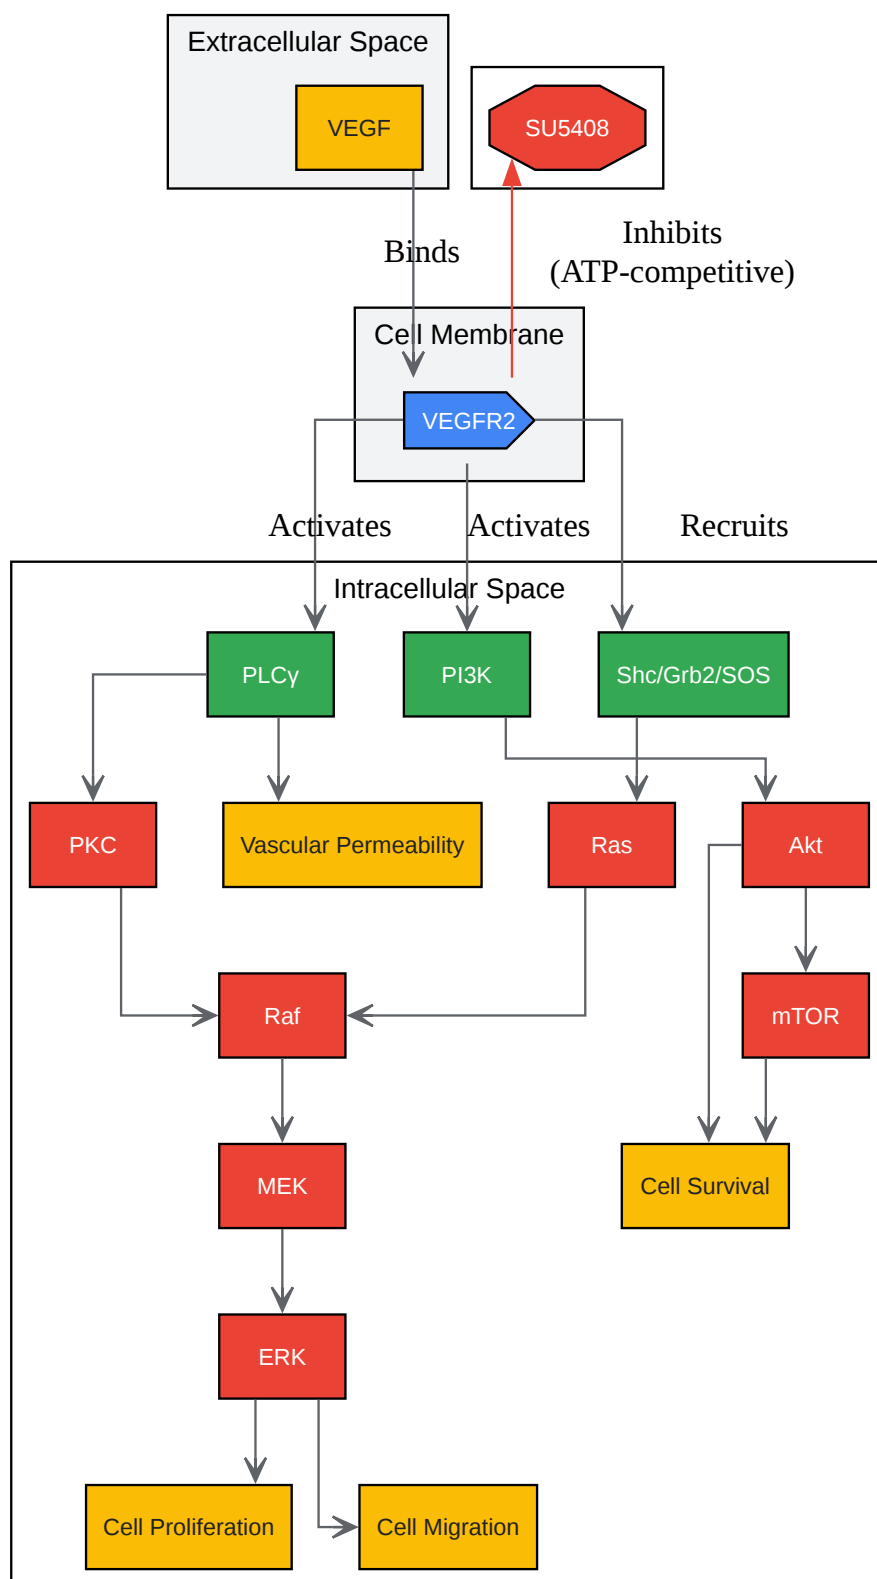 Extracellular Space
VEGF
SU5408
Binds
Inhibits
(ATP-competitive)
Cell Membrane
VEGFR2
Activates
Activates
Recruits
Intracellular Space
PLCγ
PI3K
Shc/Grb2/SOS
PKC
Vascular Permeability
Ras
Akt
Raf
mTOR
MEK
Cell Survival
ERK
Cell Proliferation
Cell Migration